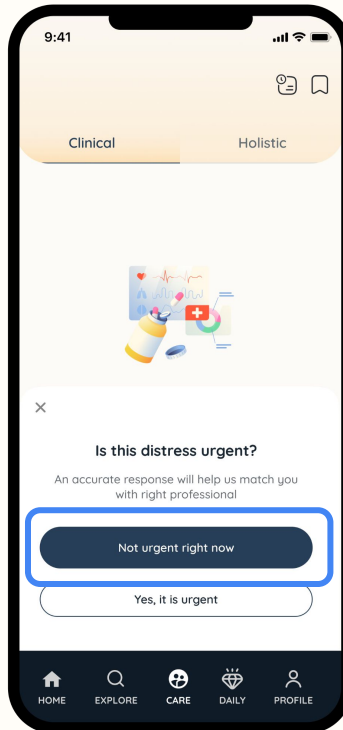 9:41
Clinical
Holistic
Is this distress urgent?
An accurate response will help us match you
with right professional
Not urgent right now
Yes, it is urgent
HOME
EXPLORE
CARE
DAILY
PROFILE